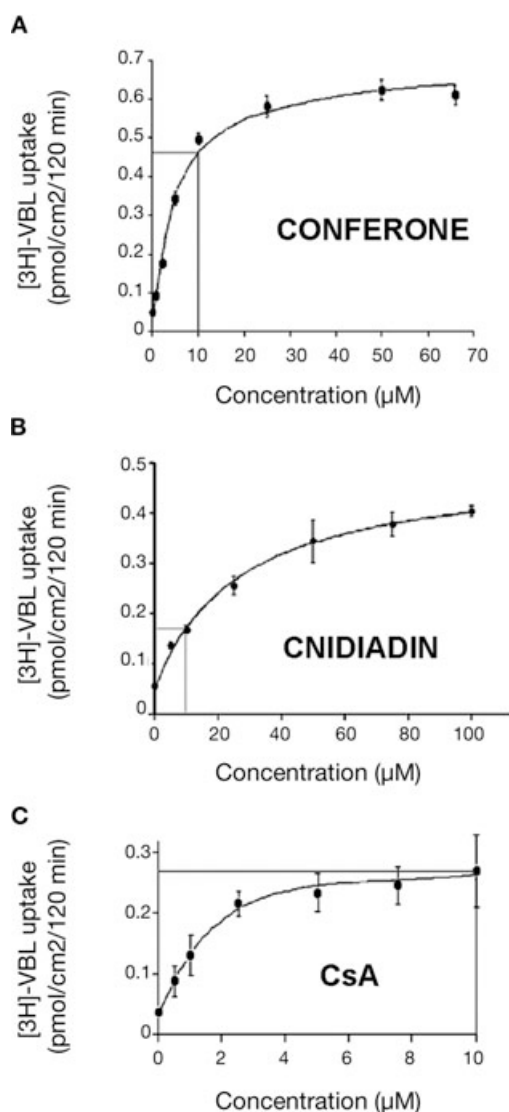 A
[3H]-VBL uptake
(pmol/cm2/120 min)
0.7
0.6
0.5
0.4
0.3
0.2
0.1
0
CONFERONE
0 10 20 30 40 50 60 70
Concentration (µM)
B
[3H]-VBL uptake
(pmol/cm2/120 min)
0.5
0.4
0.3
0.2
0.1
0
CNIDIADIN
0 20 40 60 80 100
Concentration (µM)
C
[3H]-VBL uptake
(pmol/cm2/120 min)
0.3
0.2
0.1
0
CsA
0 2 4 6 8 10
Concentration (µM)